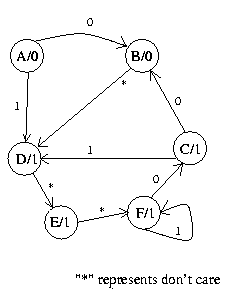 0
A/0 B/0
1 *
0
1 C/1
D/1
* 0
*
E/1 F/1
1
"*" represents don't care